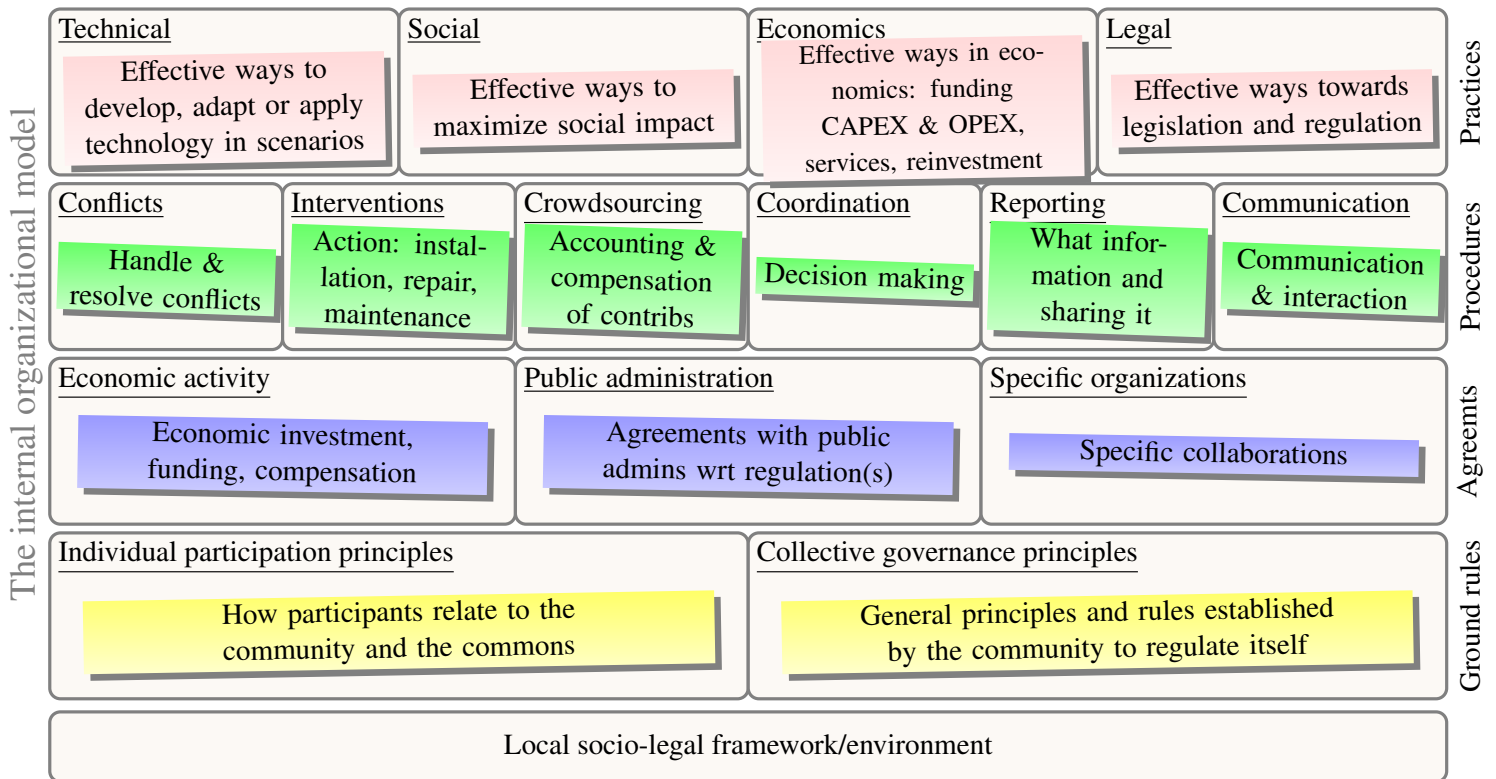 The internal organizational model
Technical
Effective ways to
develop, adapt or apply
technology in scenarios
Social
Effective ways to
maximize social impact
Economics
Effective ways in eco-
nomics: funding
CAPEX & OPEX,
services, reinvestment
Legal
Effective ways towards
legislation and regulation
Practices
Conflicts
Handle &
resolve conflicts
Interventions
Action: instal-
lation, repair,
maintenance
Crowdsourcing
Accounting &
compensation
of contribs
Coordination
Decision making
Reporting
What infor-
mation and
sharing it
Communication
Communication
& interaction
Procedures
Economic activity
Economic investment,
funding, compensation
Public administration
Agreements with public
admins wrt regulation(s)
Specific organizations
Specific collaborations
Agreemts
Individual participation principles
How participants relate to the
community and the commons
Collective governance principles
General principles and rules established
by the community to regulate itself
Ground rules
Local socio-legal framework/environment